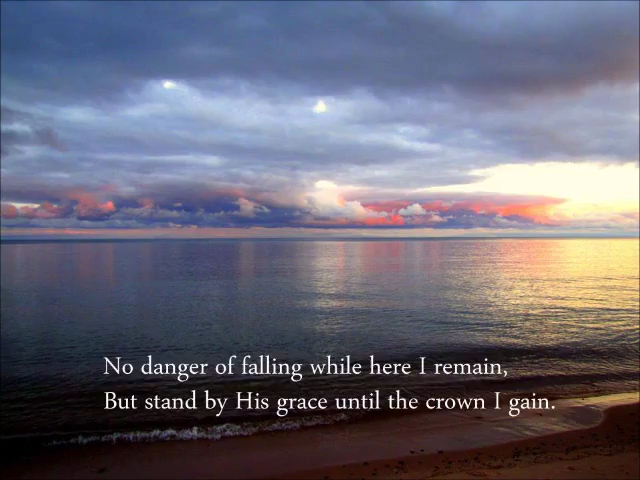 No danger of falling while here I remain,
But stand by His grace until the crown I gain.